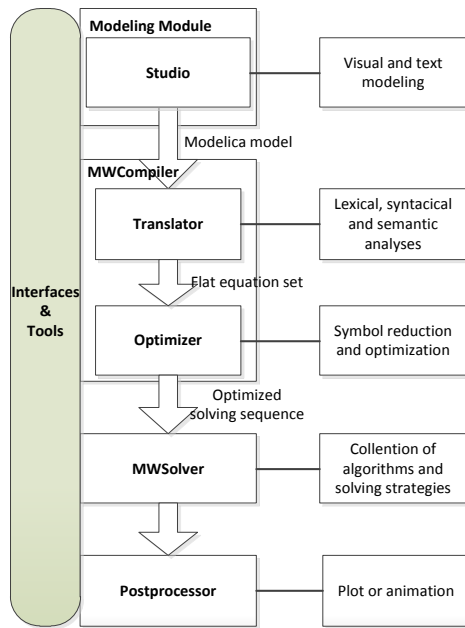 Modeling Module
Studio
Visual and text
modeling
Modelica model
MWCompiler
Translator
Lexical, syntacical
and semantic
analyses
Flat equation set
Interfaces
&
Tools
Optimizer
Symbol reduction
and optimization
Optimized
solving sequence
MWSolver
Collention of
algorithms and
solving strategies
Postprocessor
Plot or animation